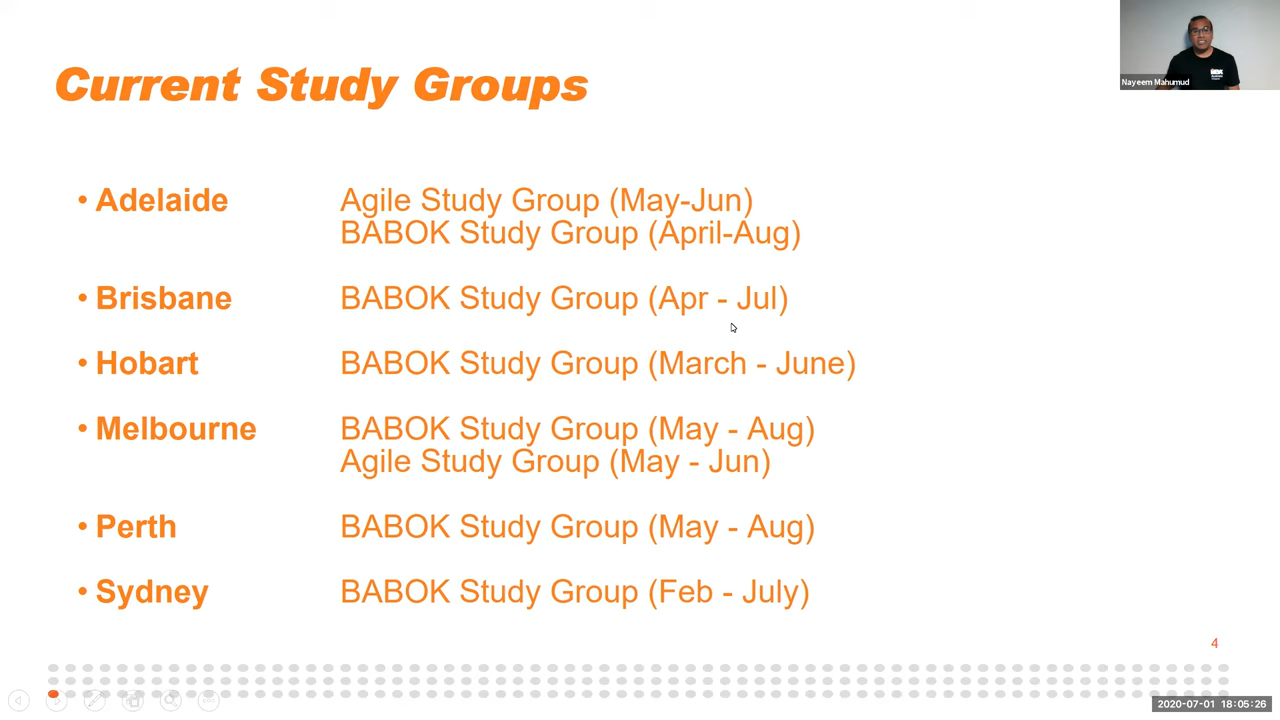 Current Study Groups
Nayeem Mahumud
• Adelaide Agile Study Group (May-Jun)
BABOK Study Group (April-Aug)
• Brisbane BABOK Study Group (Apr - Jul)
• Hobart BABOK Study Group (March - June)
• Melbourne BABOK Study Group (May - Aug)
Agile Study Group (May - Jun)
• Perth BABOK Study Group (May - Aug)
• Sydney BABOK Study Group (Feb - July)
4
2020-07-01 18:05:26